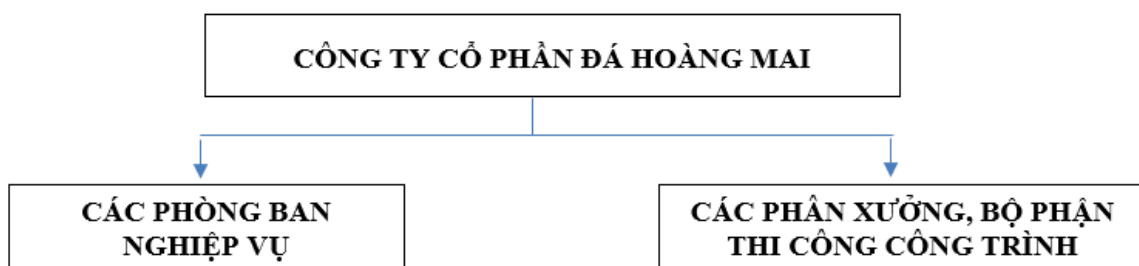 CÔNG TY CỔ PHẦN ĐÁ HOÀNG MAI
CÁC PHÒNG BAN
NGHIỆP VỤ
CÁC PHÂN XƯỞNG, BỘ PHẬN
THI CÔNG CÔNG TRÌNH